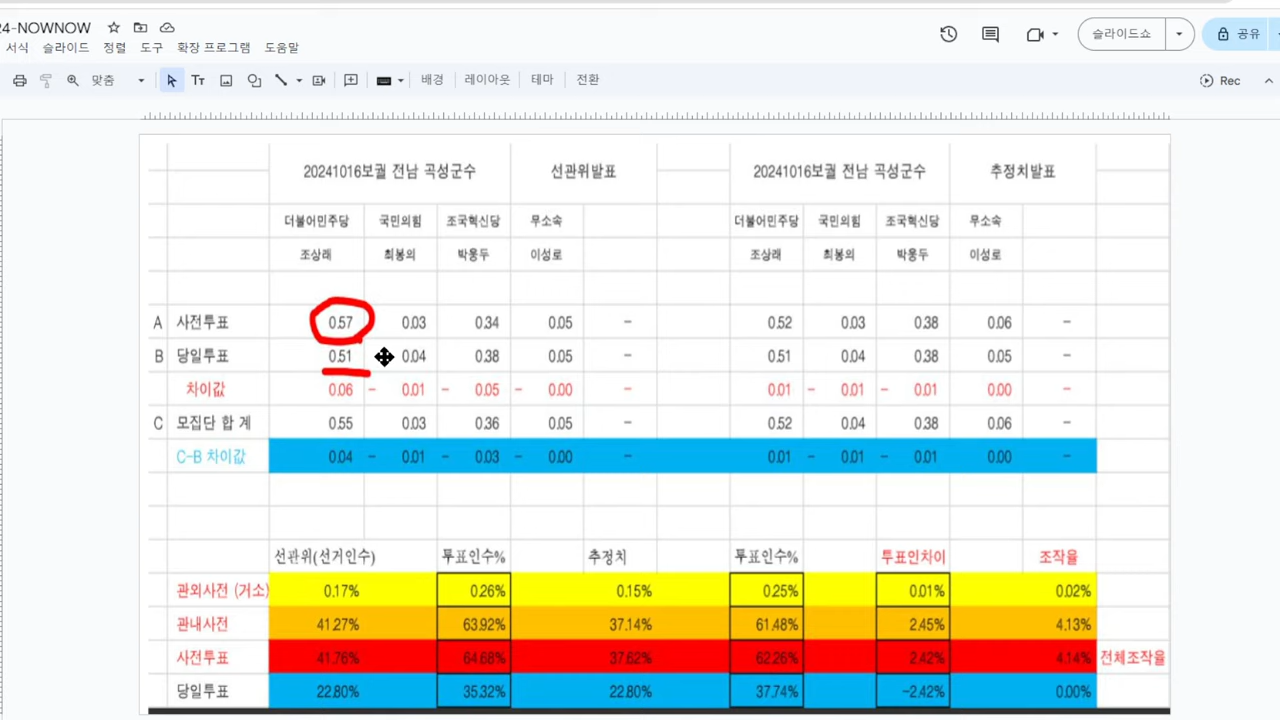 24-NOWNOW
서식 슬라이드 정렬 도구 확장 프로그램 도움말
슬라이드쇼
공유
맞춤
Tт
배경 레이아웃 테마 전환
Rec
20241016보궐 전남 곡성군수 선관위발표 20241016보궐 전남 곡성군수 추정치발표
더불어민주당 국민의힘 조국혁신당 무소속 더불어민주당 국민의힘 조국혁신당 무소속
조상래 최봉의 박웅두 이성로 조상래 최봉의 박웅두 이성로
A 사전투표 0.57 0.03 0.34 0.05 - 0.52 0.03 0.38 0.06 -
B 당일투표 0.51 0.04 0.38 0.05 - 0.51 0.04 0.38 0.05 -
차이값 0.06 - 0.01 - 0.05 - 0.00 - 0.01 - 0.01 - 0.01 0.00 -
C 모집단 합 계 0.55 0.03 0.36 0.05 - 0.52 0.04 0.38 0.06 -
C-B 차이값 0.04 - 0.01 - 0.03 - 0.00 - 0.01 - 0.01 - 0.01 0.00 -
선관위(선거인수) 투표인수% 추정치 투표인수% 투표인차이 조작율
관외사전 (거소) 0.17% 0.26% 0.15% 0.25% 0.01% 0.02%
관내사전 41.27% 63.92% 37.14% 61.48% 2.45% 4.13%
사전투표 41.76% 64.68% 37.62% 62.26% 2.42% 4.14% 전체조작율
당일투표 22.80% 35.32% 22.80% 37.74% -2.42% 0.00%